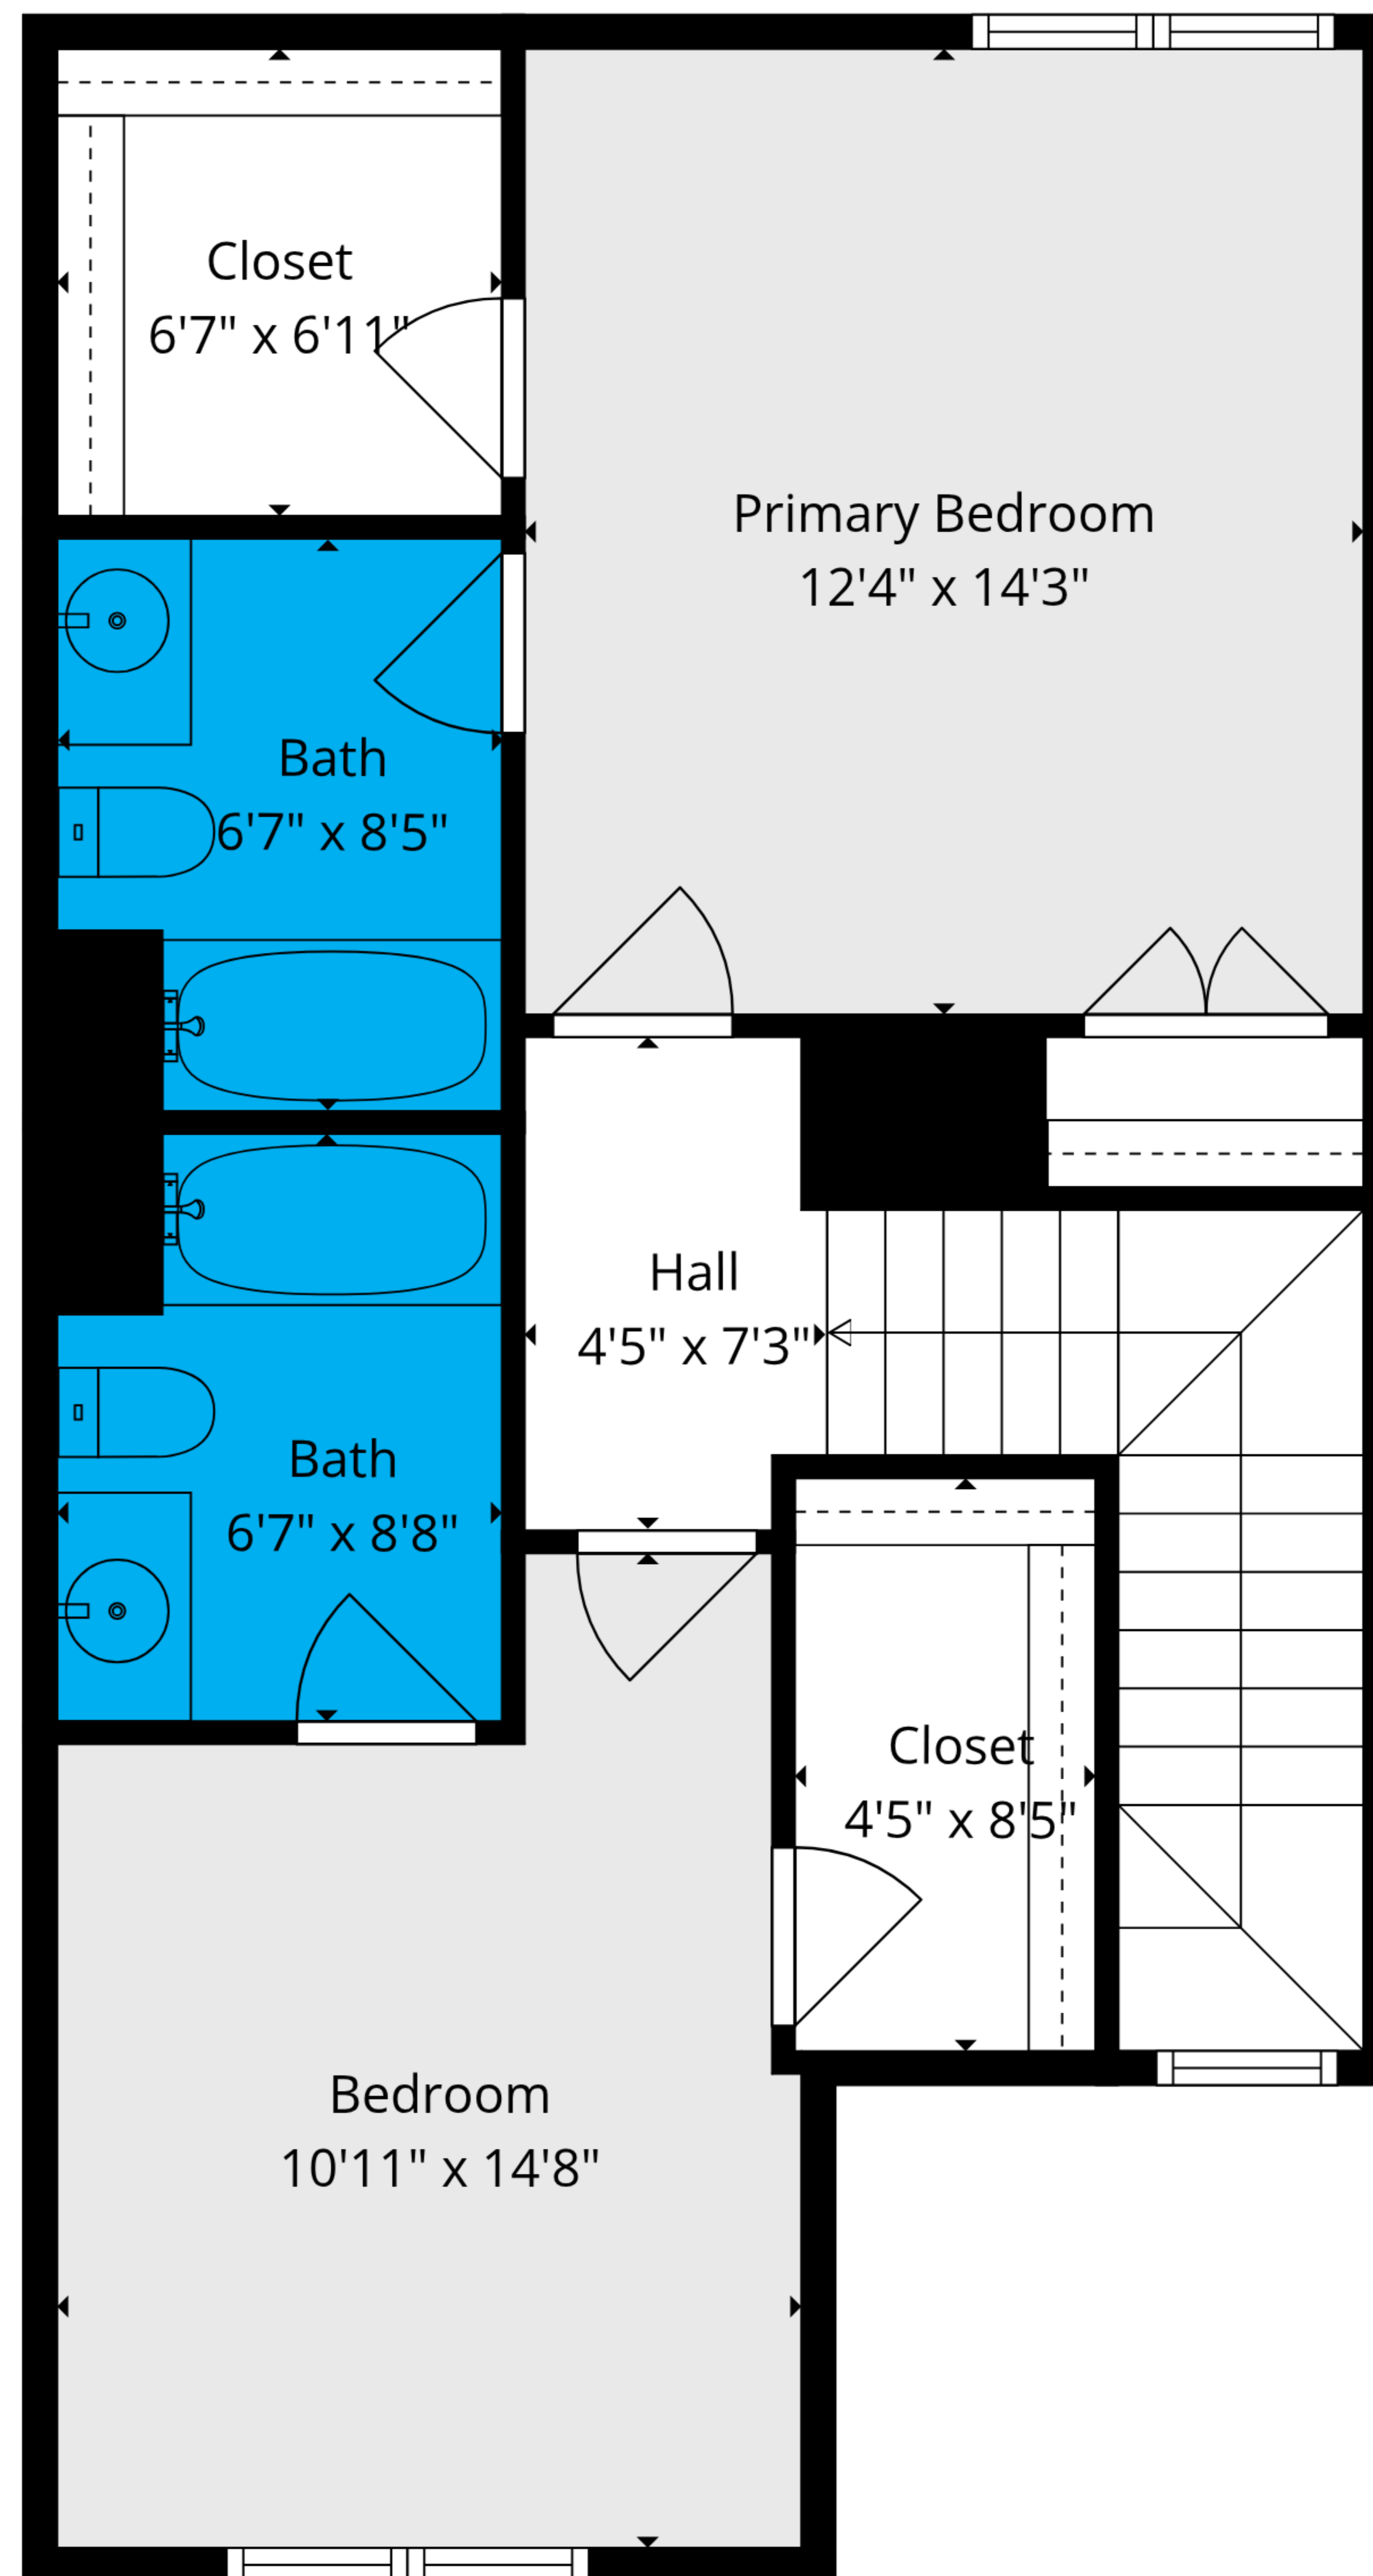 Closet
6'7" x 6'11"
Primary Bedroom
12'4" x 14'3"
Bath
6'7" x 8'5"
Hall
4'5" x 7'3"
Bath
6'7" x 8'8"
Closet
4'5" x 8'5"
Bedroom
10'11" x 14'8"